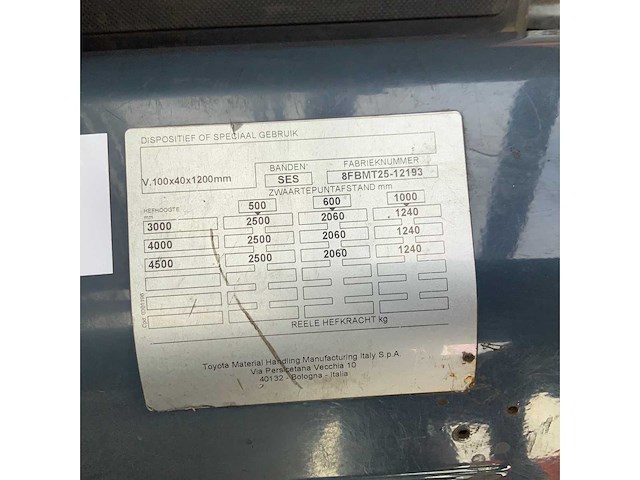 DISPOSITIEF OF SPECIAAL GEBRUIK
V.100x40x1200mm
BANDEN
SES
FABRIEKNUMMER
8FBMT25-12193
ZWAARTEPUNTAFSTAND mm
HEFHOOGTE mm 500 600 1000
3000 2500 2060 1240
4000 2500 2060 1240
4500 2500 2060 1240
REELE HEFKRACHT kg
Toyota Material Handling Manufacturing Italy S.p.A.
Via Persicetana Vecchia 10
40132 - Bologna - Italia